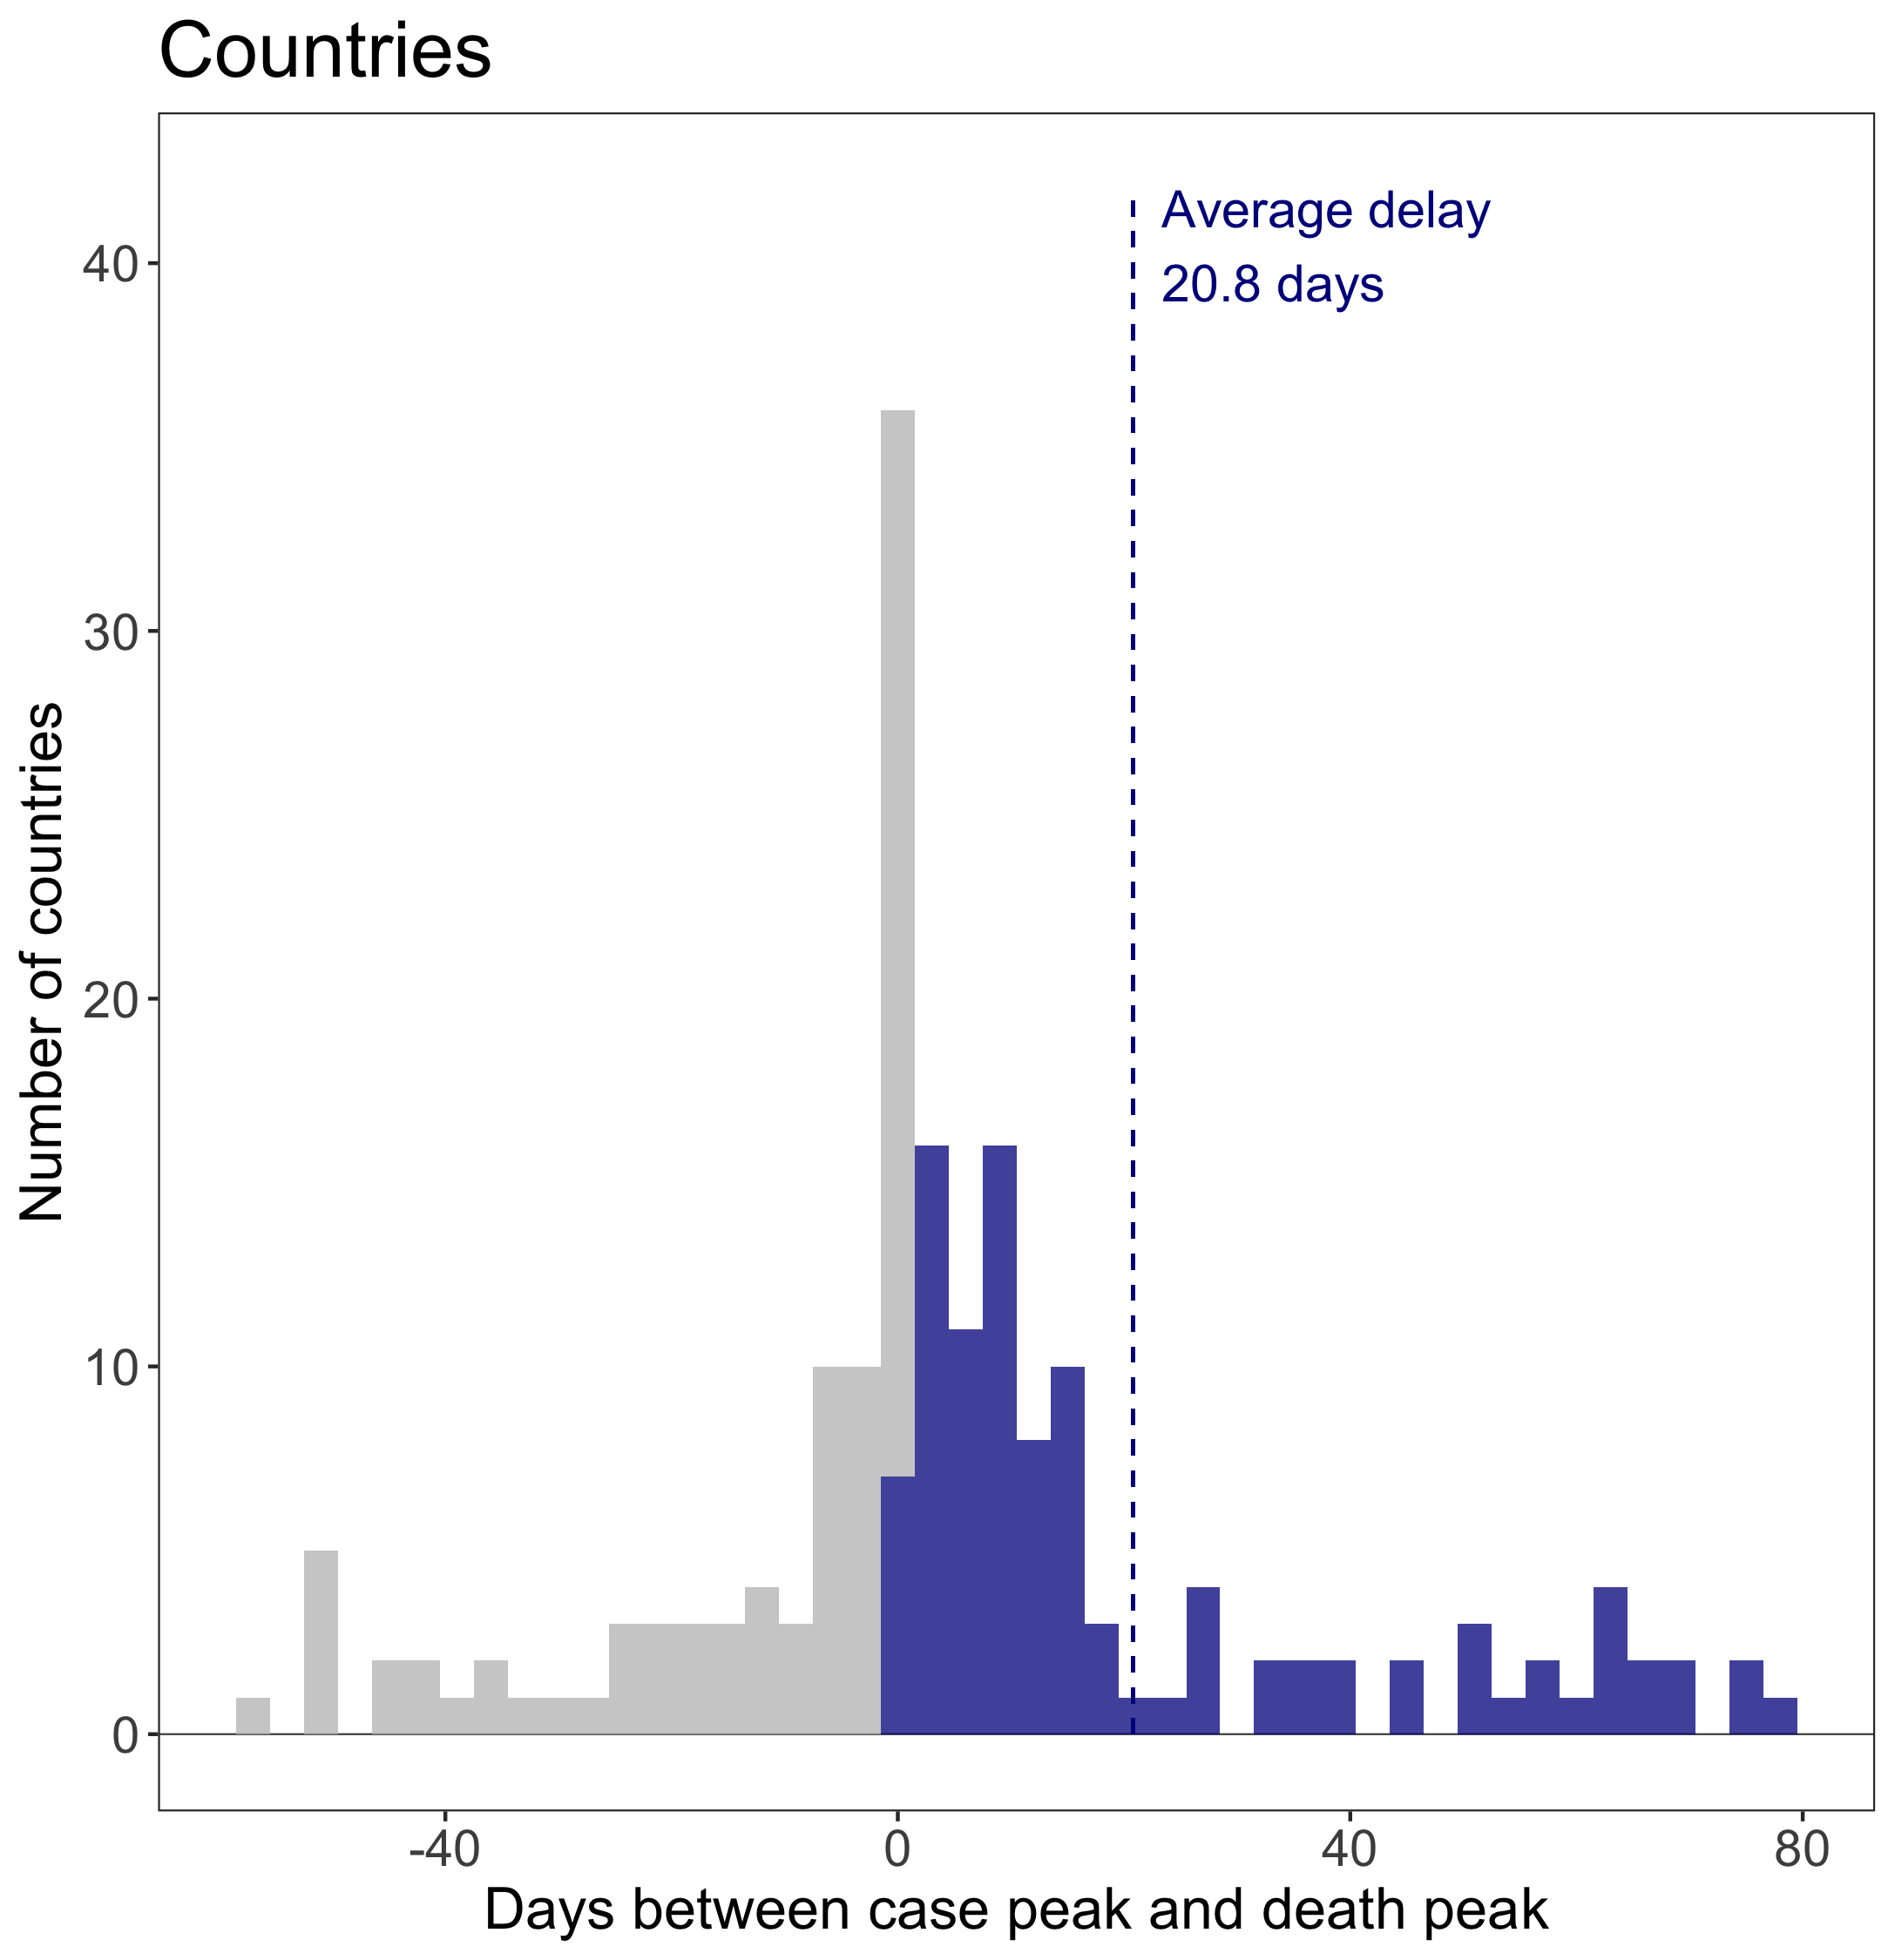 Countries
Average delay
20.8 days
40
30
20
10
0
Number of countries
-40
0
40
80
Days between case peak and death peak